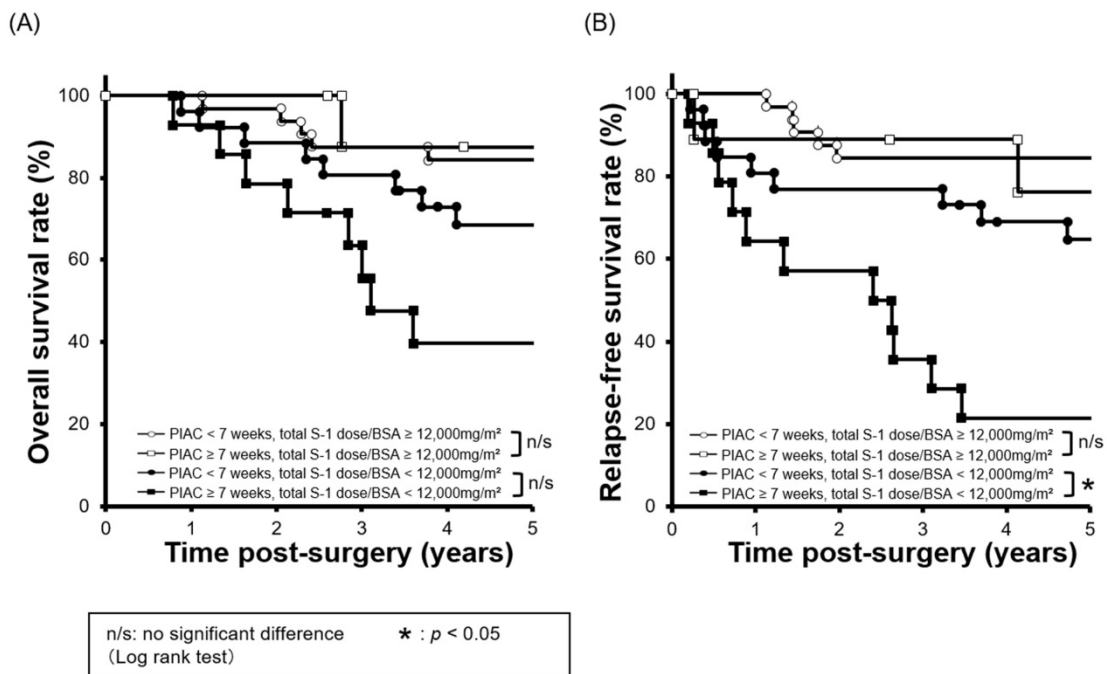 (A)
Overall survival rate (%)
100
80
60
40
20
0
PIAC < 7 weeks, total S-1 dose/BSA ≥ 12,000mg/m²
PIAC ≥ 7 weeks, total S-1 dose/BSA ≥ 12,000mg/m²
n/s
PIAC < 7 weeks, total S-1 dose/BSA < 12,000mg/m²
PIAC ≥ 7 weeks, total S-1 dose/BSA < 12,000mg/m²
n/s
0 1 2 3 4 5
Time post-surgery (years)
(B)
Relapse-free survival rate (%)
100
80
60
40
20
0
PIAC < 7 weeks, total S-1 dose/BSA ≥ 12,000mg/m²
PIAC ≥ 7 weeks, total S-1 dose/BSA ≥ 12,000mg/m²
n/s
PIAC < 7 weeks, total S-1 dose/BSA < 12,000mg/m²
PIAC ≥ 7 weeks, total S-1 dose/BSA < 12,000mg/m²
*
0 1 2 3 4 5
Time post-surgery (years)
n/s: no significant difference * : p < 0.05
(Log rank test)